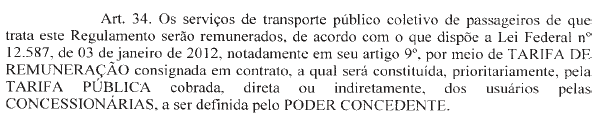 Art. 34. Os serviços de transporte público coletivo de passageiros de que
trata este Regulamento serão remunerados, de acordo com o que dispõe a Lei Federal nº
12.587, de 03 de janeiro de 2012, notadamente em seu artigo 9º, por meio de TARIFA DE
REMUNERAÇÃO consignada em contrato, a qual será constituída, prioritariamente, pela
TARIFA PÚBLICA cobrada, direta ou indiretamente, dos usuários pelas
CONCESSIONÁRIAS, a ser definida pelo PODER CONCEDENTE.